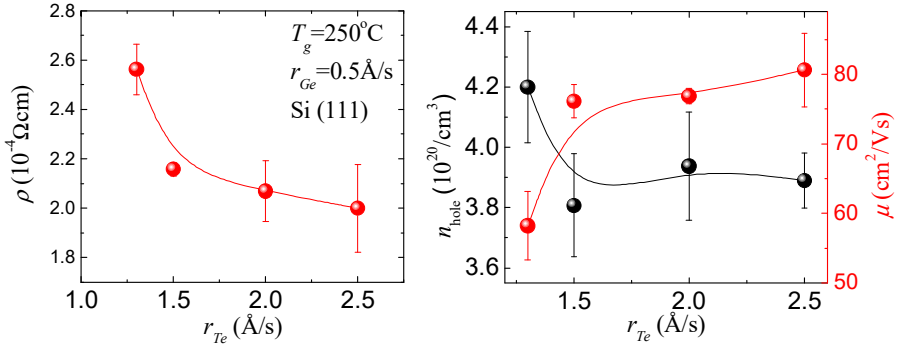 T_g=250°C
r_Ge=0.5Å/s
Si (111)
ρ (10⁻⁴Ωcm)
2.8
2.6
2.4
2.2
2.0
1.8
1.0 1.5 2.0 2.5
r_Te (Å/s)
n_hole (10²⁰/cm³)
4.40
4.2
4.0
3.8
3.6
1.5 2.0 2.5
r_Te (Å/s)
80
70
60
50
μ (cm²/Vs)